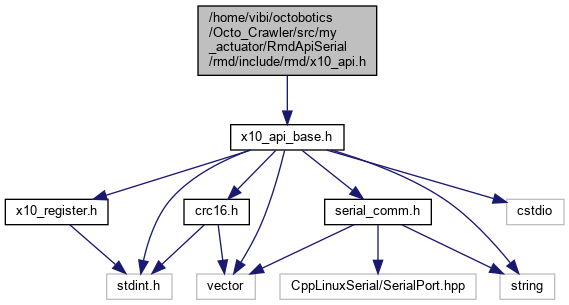 /home/vibi/octobotics
/Octo_Crawler/src/my
_actuator/RmdApiSerial
/rmd/include/rmd/x10_api.h
x10_api_base.h
x10_register.h
crc16.h
serial_comm.h
cstdio
stdint.h
vector
CppLinuxSerial/SerialPort.hpp
string